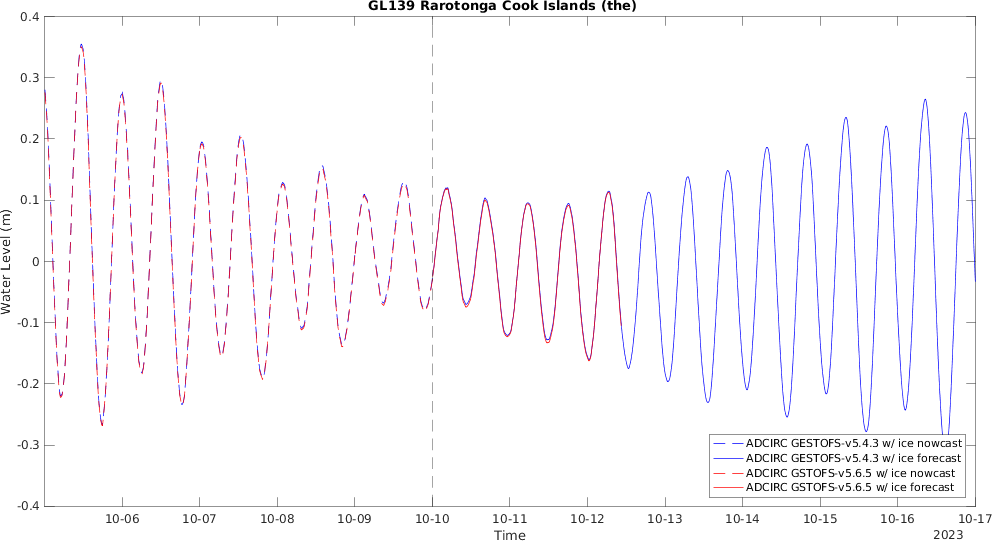 GL139 Rarotonga Cook Islands (the)
0.4
0.3
0.2
0.1
0
-0.1
-0.2
-0.3
-0.4
Water Level (m)
ADCIRC GESTOFS-v5.4.3 w/ ice nowcast
ADCIRC GESTOFS-v5.4.3 w/ ice forecast
ADCIRC GSTOFS-v5.6.5 w/ ice nowcast
ADCIRC GSTOFS-v5.6.5 w/ ice forecast
10-06 10-07 10-08 10-09 10-10 10-11 10-12 10-13 10-14 10-15 10-16 10-17
Time
2023